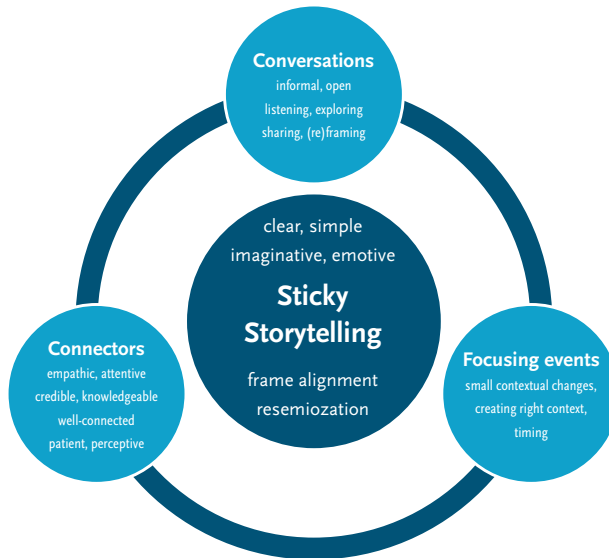 Conversations
informal, open
listening, exploring
sharing, (re)framing
clear, simple
imaginative, emotive
Sticky
Storytelling
frame alignment
resemiozation
Connectors
empathic, attentive
credible, knowledgeable
well-connected
patient, perceptive
Focusing events
small contextual changes,
creating right context,
timing